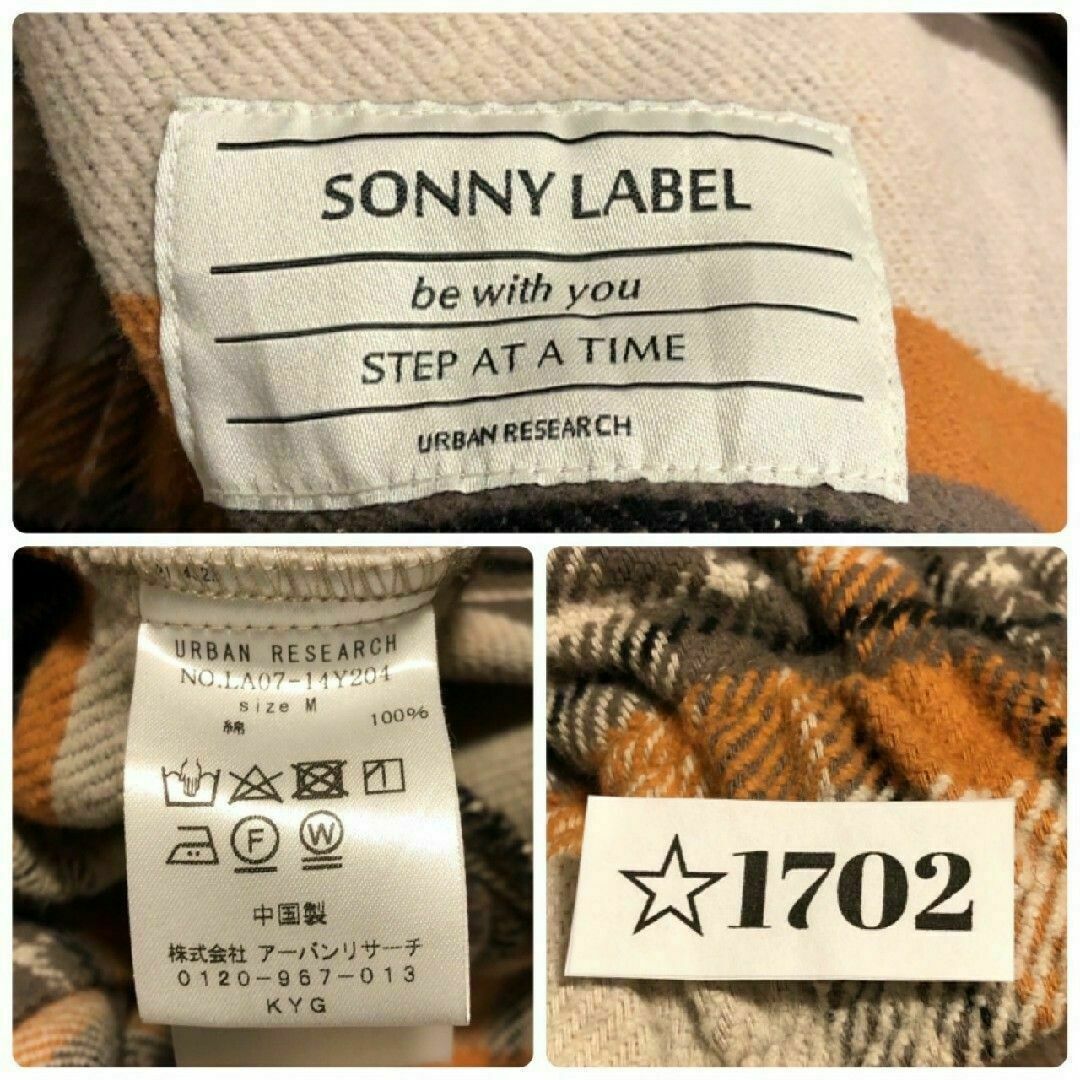 SONNY LABEL
be with you
STEP AT A TIME
URBAN RESEARCH
URBAN RESEARCH
NO.LA07-14Y204
size M
綿 100%
F W
中国製
株式会社 アーバンリサーチ
0120-967-013
KYG
☆1702